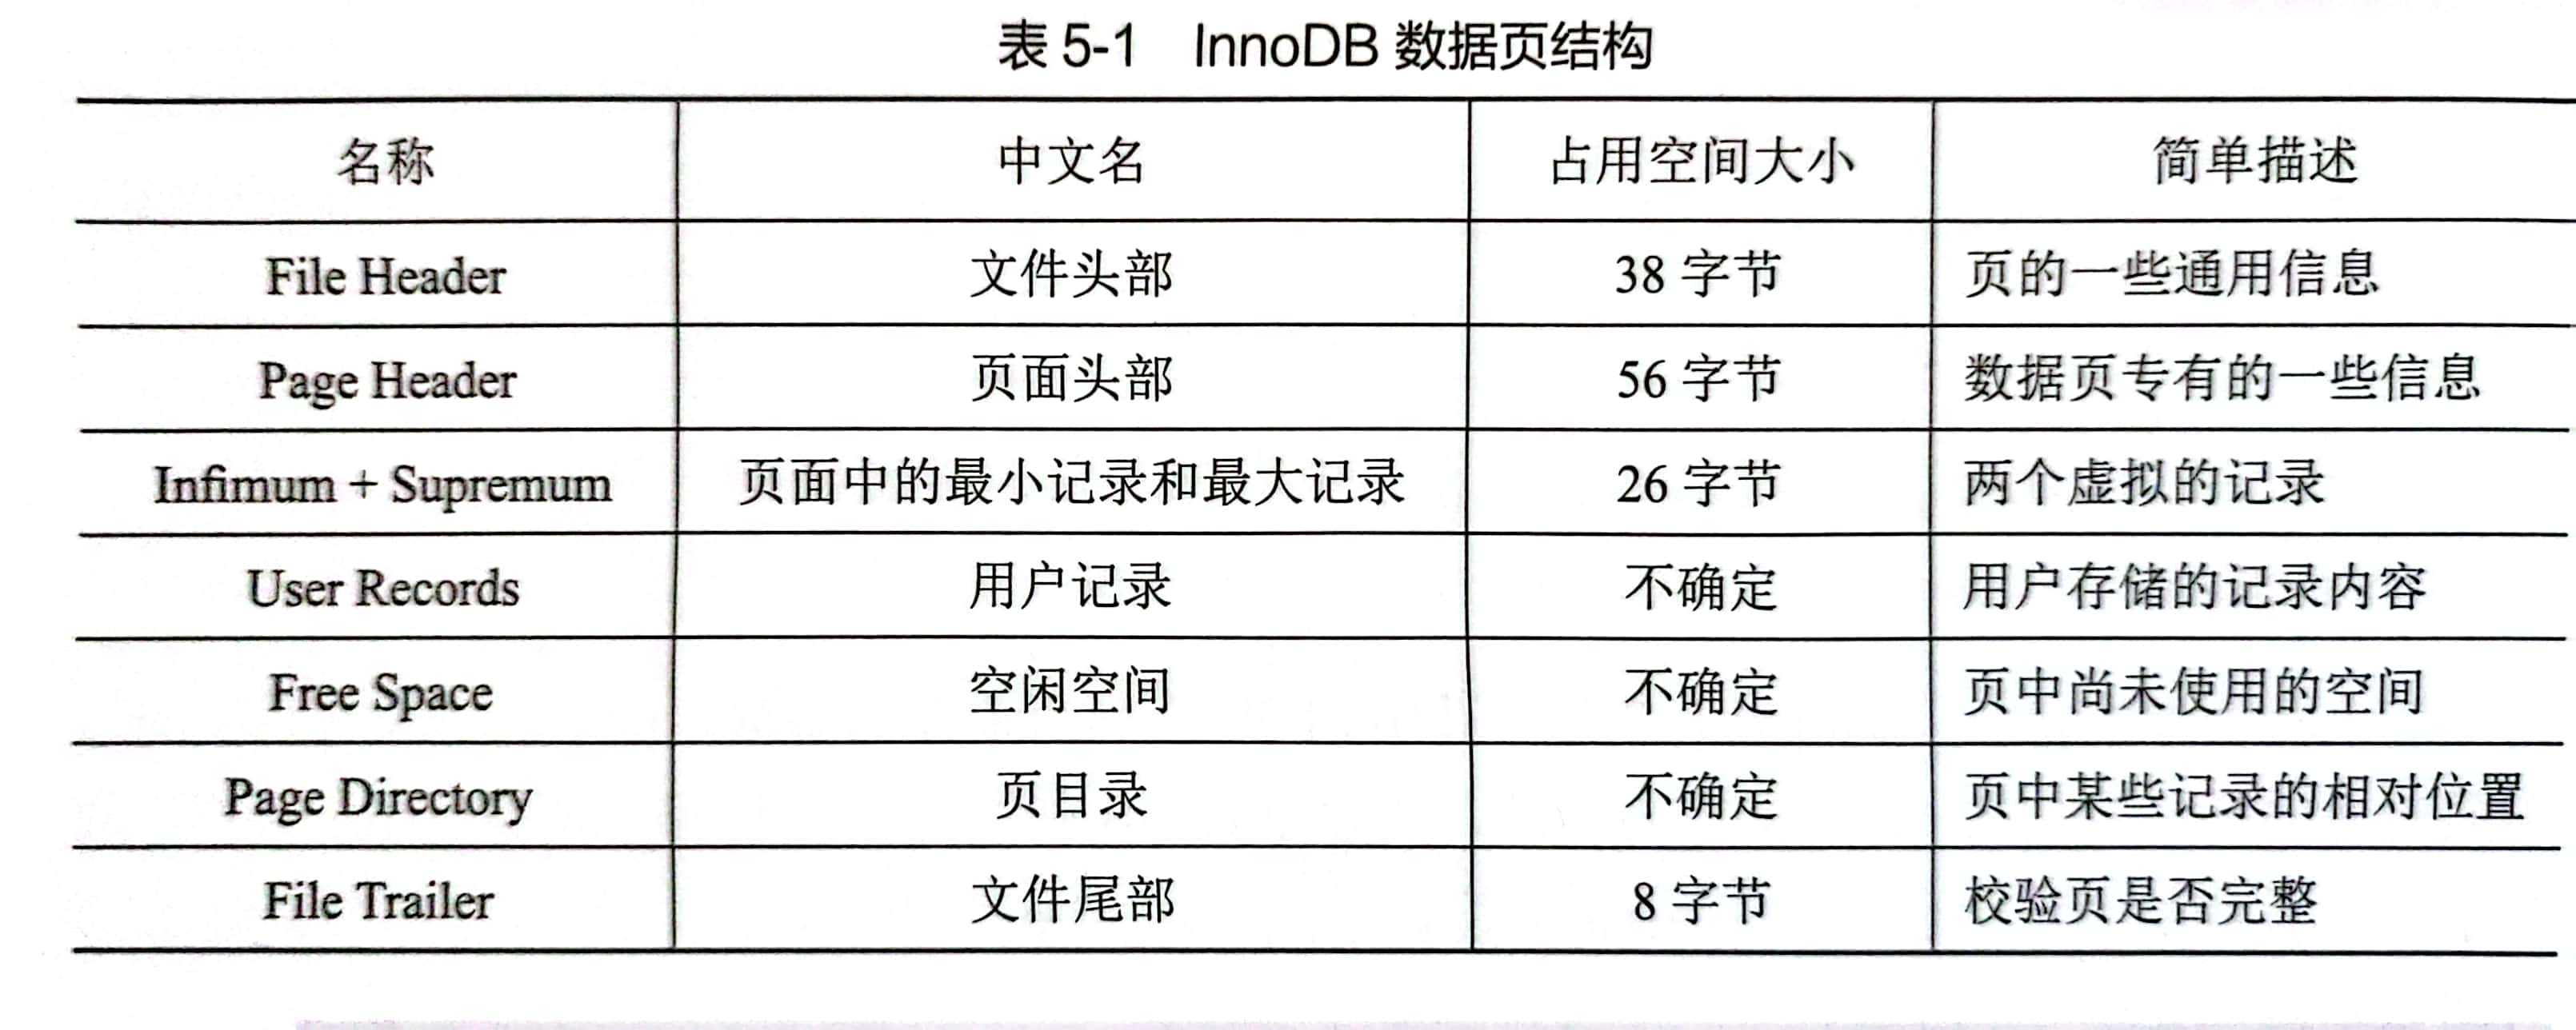 表 5-1 InnoDB 数据页结构
名称 中文名 占用空间大小 简单描述
File Header 文件头部 38 字节 页的一些通用信息
Page Header 页面头部 56 字节 数据页专有的一些信息
Infimum + Supremum 页面中的最小记录和最大记录 26 字节 两个虚拟的记录
User Records 用户记录 不确定 用户存储的记录内容
Free Space 空闲空间 不确定 页中尚未使用的空间
Page Directory 页目录 不确定 页中某些记录的相对位置
File Trailer 文件尾部 8 字节 校验页是否完整